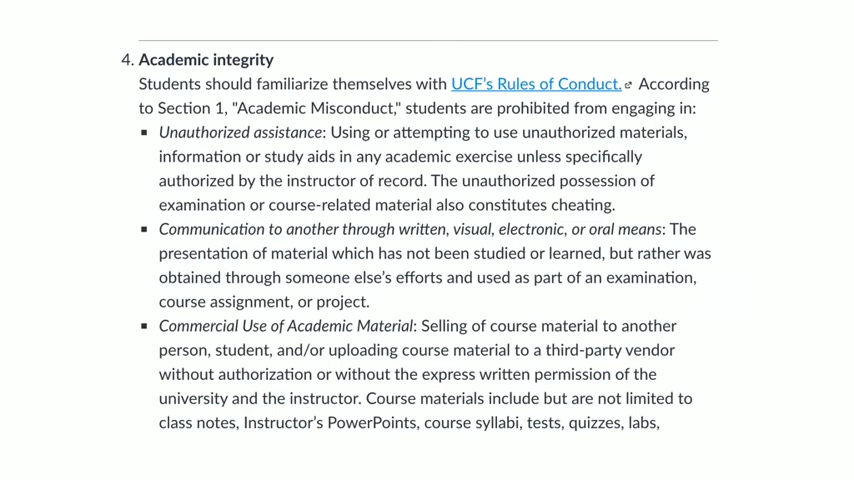 4. Academic integrity
Students should familiarize themselves with UCF's Rules of Conduct. According
to Section 1, "Academic Misconduct," students are prohibited from engaging in:
▪ Unauthorized assistance: Using or attempting to use unauthorized materials,
information or study aids in any academic exercise unless specifically
authorized by the instructor of record. The unauthorized possession of
examination or course-related material also constitutes cheating.
▪ Communication to another through written, visual, electronic, or oral means: The
presentation of material which has not been studied or learned, but rather was
obtained through someone else's efforts and used as part of an examination,
course assignment, or project.
▪ Commercial Use of Academic Material: Selling of course material to another
person, student, and/or uploading course material to a third-party vendor
without authorization or without the express written permission of the
university and the instructor. Course materials include but are not limited to
class notes, Instructor's PowerPoints, course syllabi, tests, quizzes, labs,